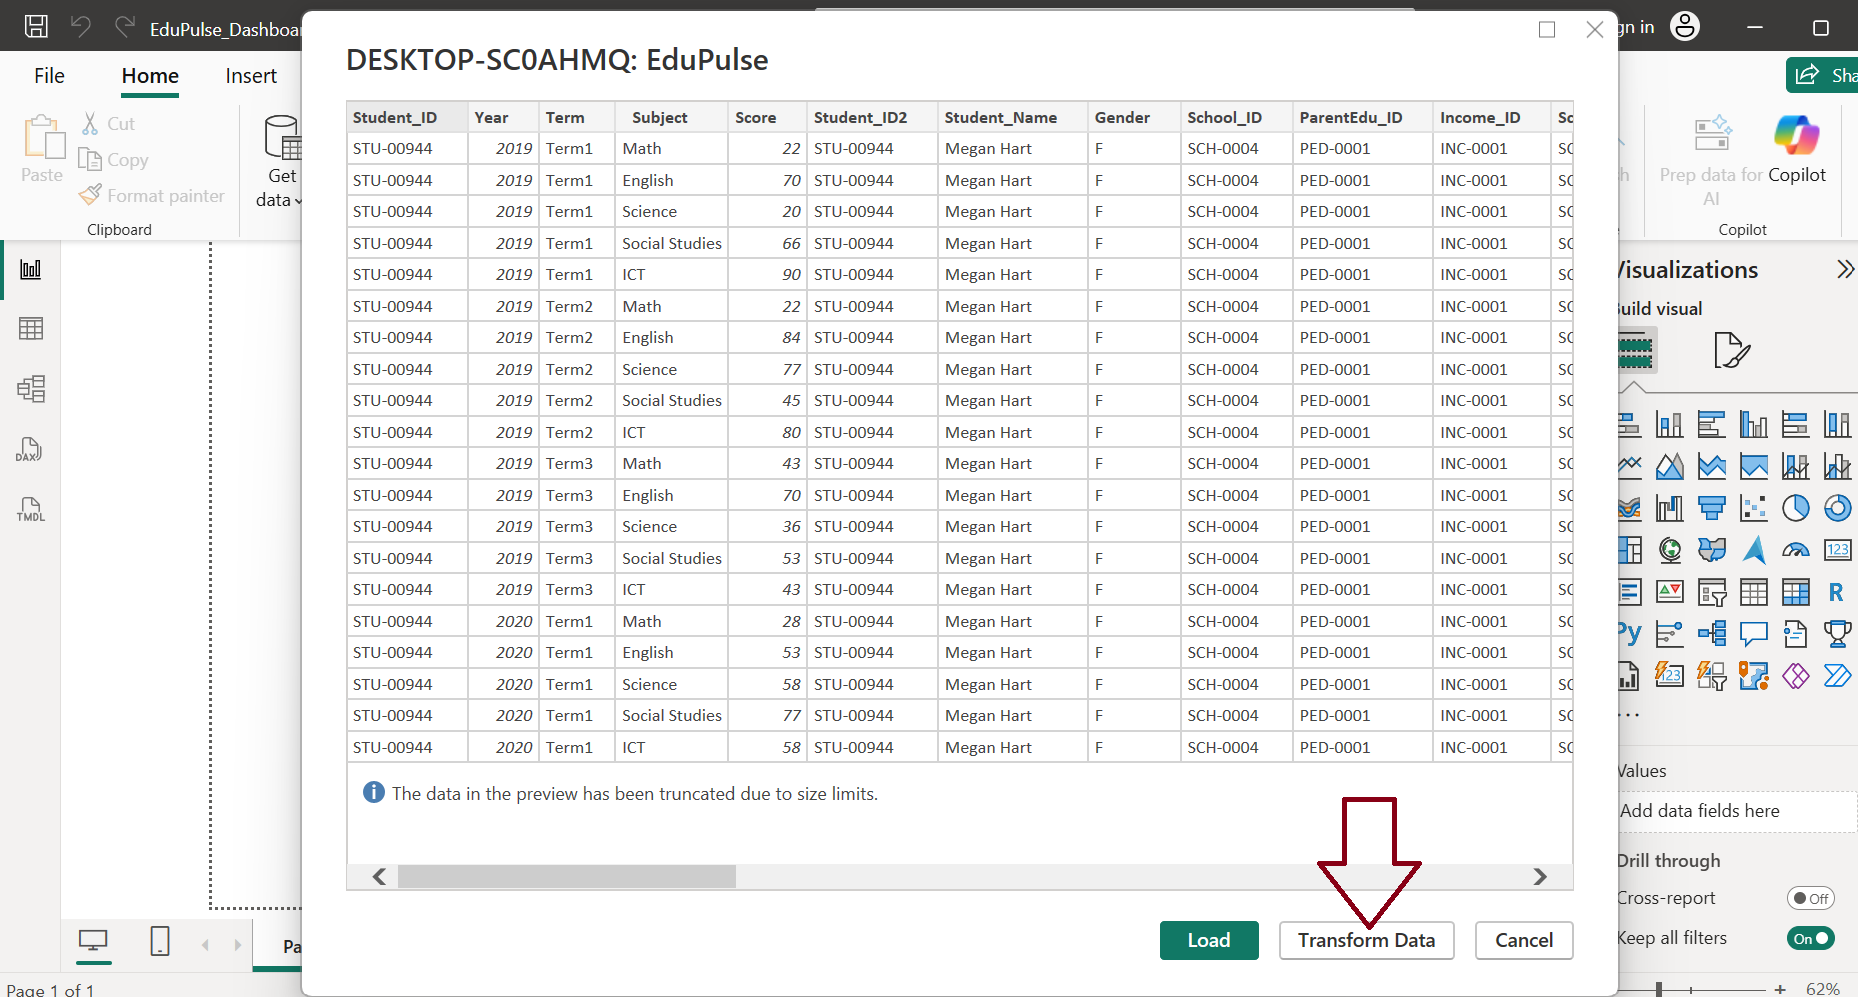 EduPulse_Dashboa
gn in
File
Home
Insert
Sha
Paste
Cut
Copy
Format painter
Clipboard
Get
data
DESKTOP-SC0AHMQ: EduPulse
Student_ID Year Term Subject Score Student_ID2 Student_Name Gender School_ID ParentEdu_ID Income_ID Sc
STU-00944 2019 Term1 Math 22 STU-00944 Megan Hart F SCH-0004 PED-0001 INC-0001 SC
STU-00944 2019 Term1 English 70 STU-00944 Megan Hart F SCH-0004 PED-0001 INC-0001 SC
STU-00944 2019 Term1 Science 20 STU-00944 Megan Hart F SCH-0004 PED-0001 INC-0001 SC
STU-00944 2019 Term1 Social Studies 66 STU-00944 Megan Hart F SCH-0004 PED-0001 INC-0001 SC
STU-00944 2019 Term1 ICT 90 STU-00944 Megan Hart F SCH-0004 PED-0001 INC-0001 SC
STU-00944 2019 Term2 Math 22 STU-00944 Megan Hart F SCH-0004 PED-0001 INC-0001 SC
STU-00944 2019 Term2 English 84 STU-00944 Megan Hart F SCH-0004 PED-0001 INC-0001 SC
STU-00944 2019 Term2 Science 77 STU-00944 Megan Hart F SCH-0004 PED-0001 INC-0001 SC
STU-00944 2019 Term2 Social Studies 45 STU-00944 Megan Hart F SCH-0004 PED-0001 INC-0001 SC
STU-00944 2019 Term2 ICT 80 STU-00944 Megan Hart F SCH-0004 PED-0001 INC-0001 SC
STU-00944 2019 Term3 Math 43 STU-00944 Megan Hart F SCH-0004 PED-0001 INC-0001 SC
STU-00944 2019 Term3 English 70 STU-00944 Megan Hart F SCH-0004 PED-0001 INC-0001 SC
STU-00944 2019 Term3 Science 36 STU-00944 Megan Hart F SCH-0004 PED-0001 INC-0001 SC
STU-00944 2019 Term3 Social Studies 53 STU-00944 Megan Hart F SCH-0004 PED-0001 INC-0001 SC
STU-00944 2019 Term3 ICT 43 STU-00944 Megan Hart F SCH-0004 PED-0001 INC-0001 SC
STU-00944 2020 Term1 Math 28 STU-00944 Megan Hart F SCH-0004 PED-0001 INC-0001 SC
STU-00944 2020 Term1 English 53 STU-00944 Megan Hart F SCH-0004 PED-0001 INC-0001 SC
STU-00944 2020 Term1 Science 58 STU-00944 Megan Hart F SCH-0004 PED-0001 INC-0001 SC
STU-00944 2020 Term1 Social Studies 77 STU-00944 Megan Hart F SCH-0004 PED-0001 INC-0001 SC
STU-00944 2020 Term1 ICT 58 STU-00944 Megan Hart F SCH-0004 PED-0001 INC-0001 SC
The data in the preview has been truncated due to size limits.
Load
Transform Data
Cancel
Prep data for
AI
Copilot
Copilot
Visualizations
Build visual
123
R
Py
123
...
Values
Add data fields here
Drill through
Cross-report
Off
Keep all filters
On
DAX
TMDL
Pa
Page 1 of 1
62%